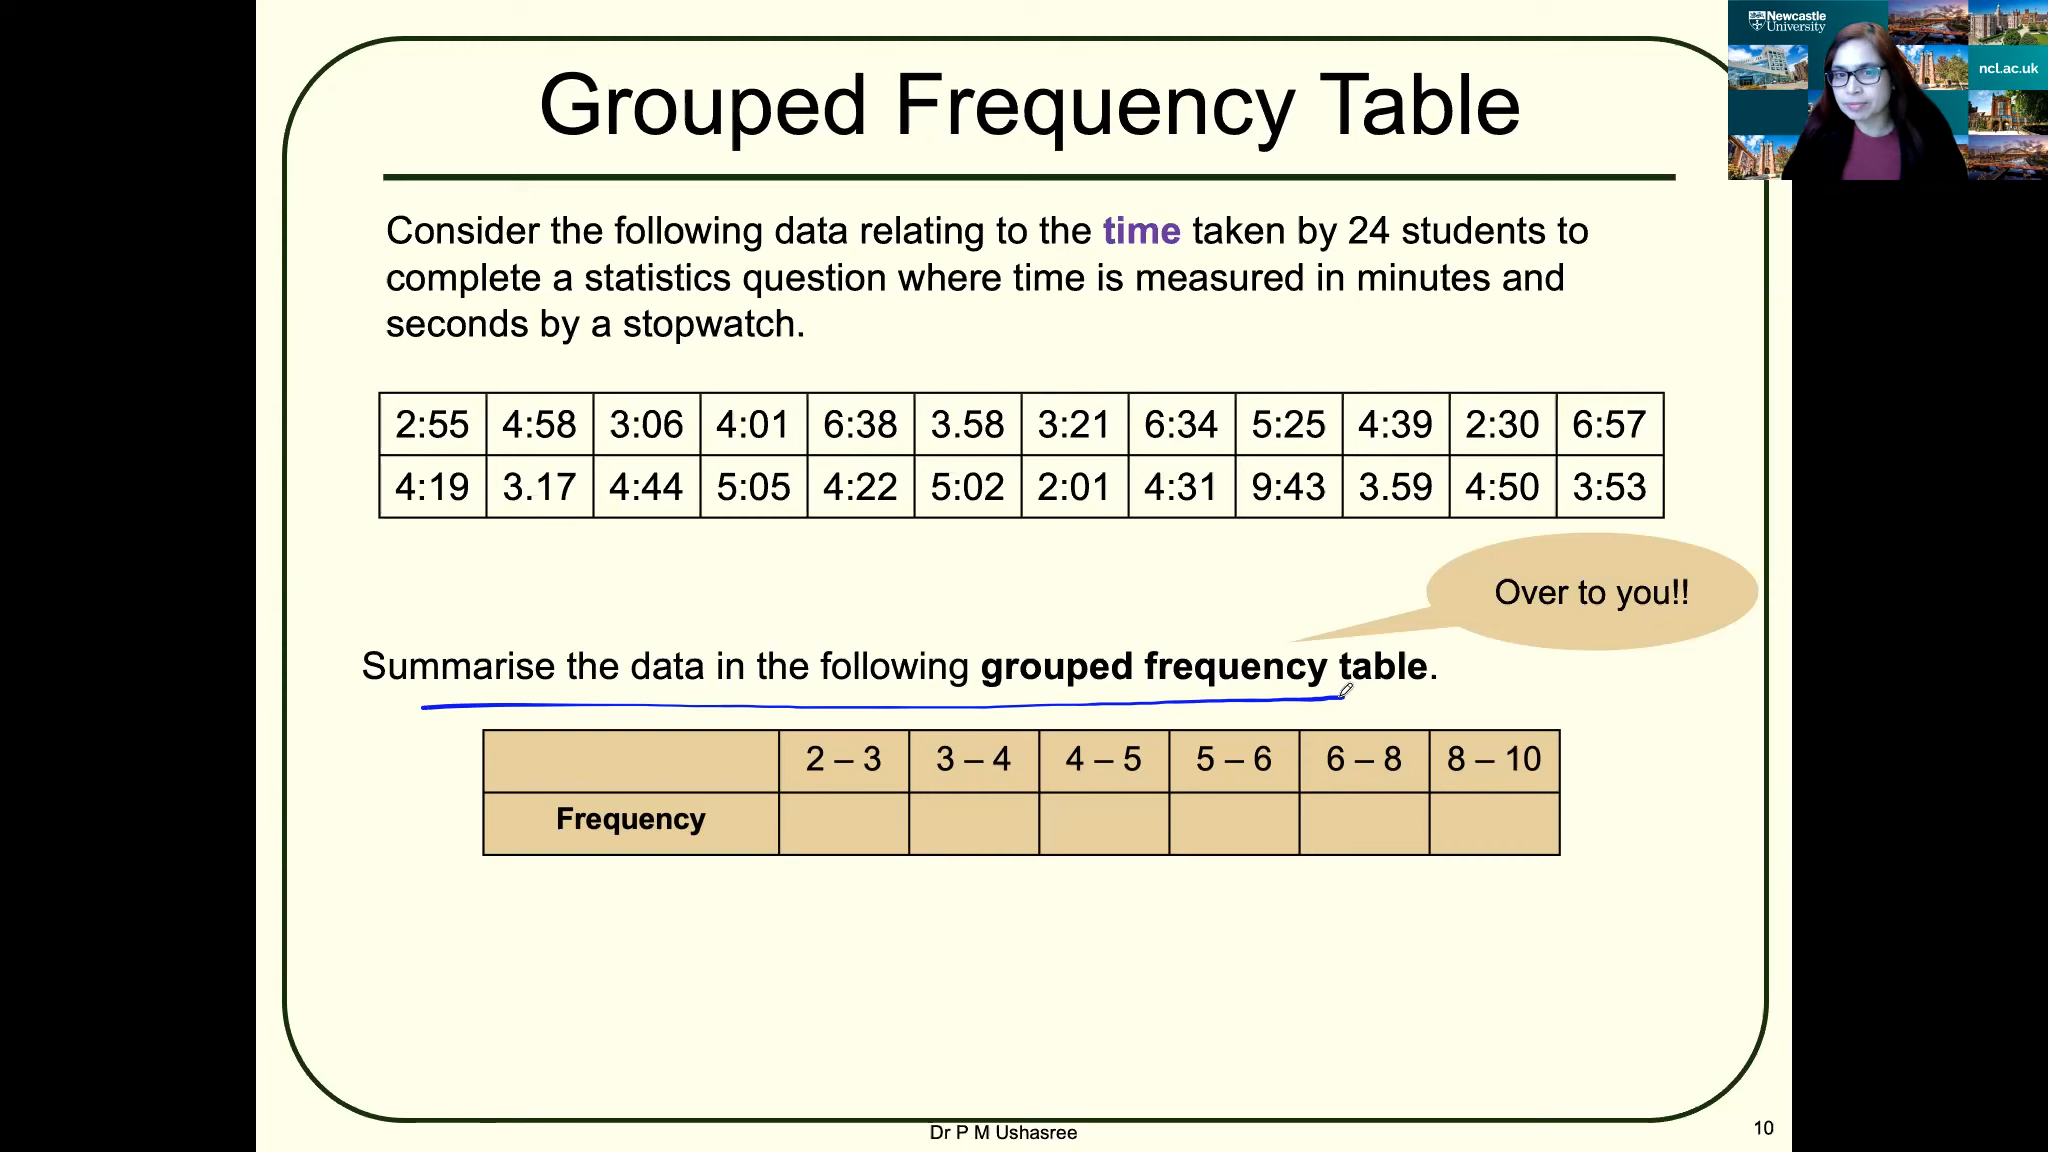 Newcastle
University
ncl.ac.uk
Grouped Frequency Table
Consider the following data relating to the time taken by 24 students to
complete a statistics question where time is measured in minutes and
seconds by a stopwatch.
2:55 4:58 3:06 4:01 6:38 3.58 3:21 6:34 5:25 4:39 2:30 6:57
4:19 3.17 4:44 5:05 4:22 5:02 2:01 4:31 9:43 3.59 4:50 3:53
Over to you!!
Summarise the data in the following grouped frequency table.
2 – 3 3 – 4 4 – 5 5 – 6 6 – 8 8 – 10
Frequency
Dr P M Ushasree
10